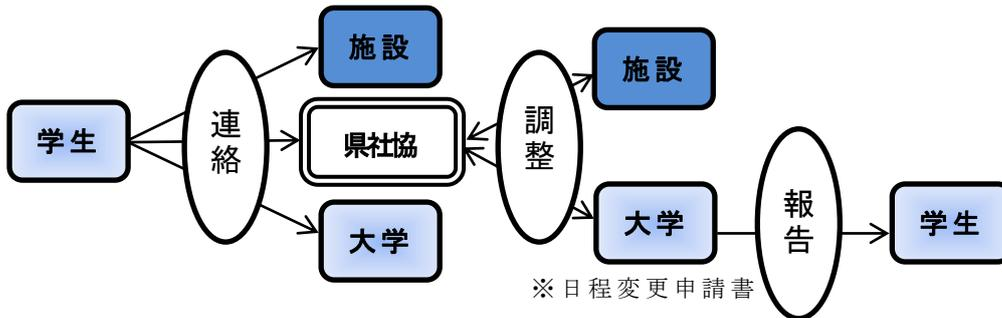 学生
連絡
施設
県社協
大学
調整
施設
大学
※日程変更申請書
報告
学生